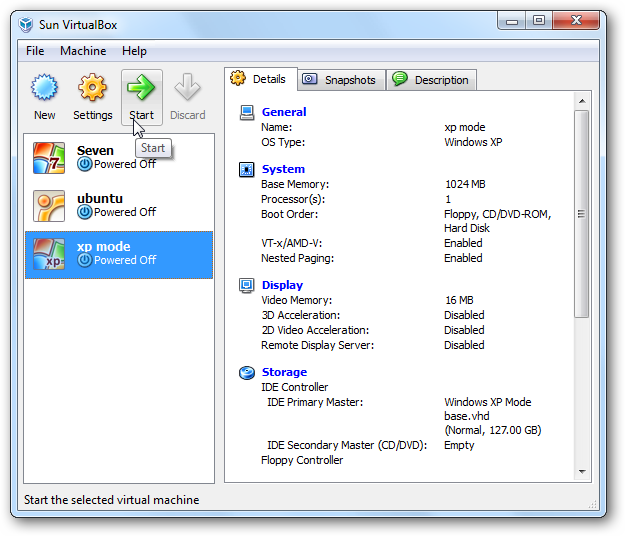 Sun VirtualBox
File Machine Help
New Settings Start Discard
Start
Seven
Powered Off
ubuntu
Powered Off
xp mode
Powered Off
Details Snapshots Description
General
Name: xp mode
OS Type: Windows XP
System
Base Memory: 1024 MB
Processor(s): 1
Boot Order: Floppy, CD/DVD-ROM,
Hard Disk
VT-x/AMD-V: Enabled
Nested Paging: Enabled
Display
Video Memory: 16 MB
3D Acceleration: Disabled
2D Video Acceleration: Disabled
Remote Display Server: Disabled
Storage
IDE Controller
IDE Primary Master: Windows XP Mode
base.vhd
(Normal, 127.00 GB)
IDE Secondary Master (CD/DVD): Empty
Floppy Controller
Start the selected virtual machine